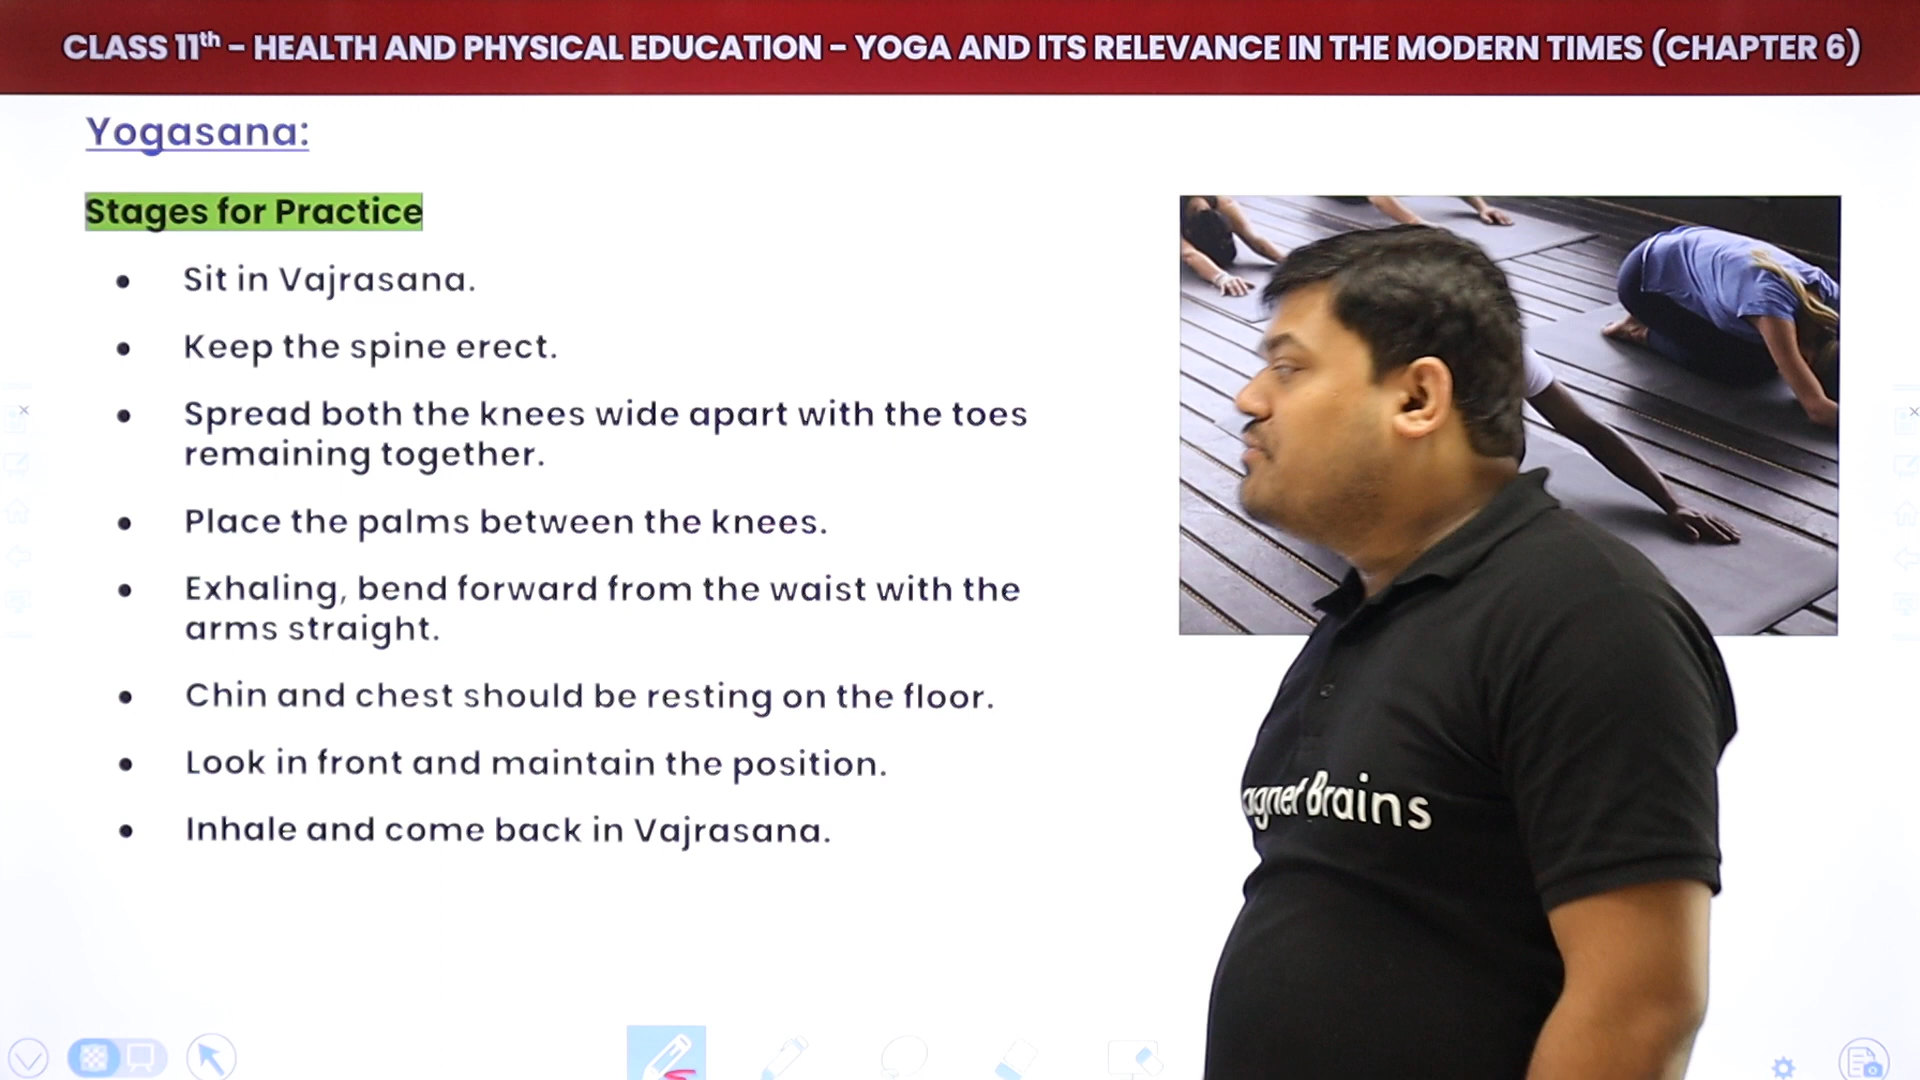 CLASS 11th – HEALTH AND PHYSICAL EDUCATION – YOGA AND ITS RELEVANCE IN THE MODERN TIMES (CHAPTER 6)
Yogasana:
Stages for Practice
• Sit in Vajrasana.
• Keep the spine erect.
• Spread both the knees wide apart with the toes
remaining together.
• Place the palms between the knees.
• Exhaling, bend forward from the waist with the
arms straight.
• Chin and chest should be resting on the floor.
• Look in front and maintain the position.
• Inhale and come back in Vajrasana.
agnet Brains